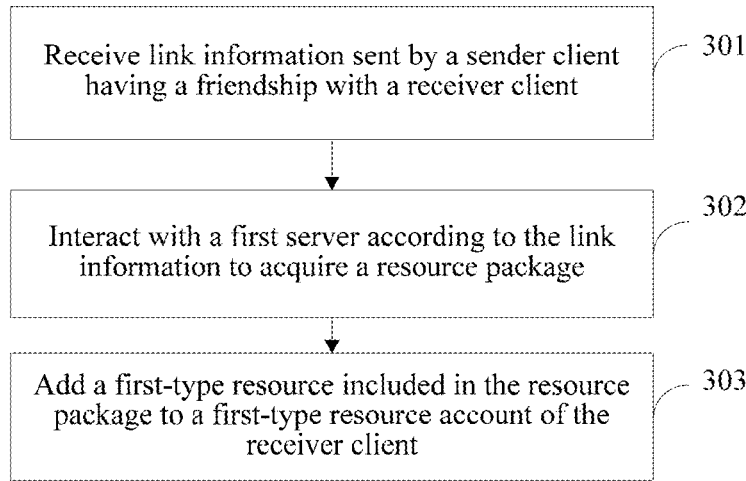 Receive link information sent by a sender client
having a friendship with a receiver client
301
Interact with a first server according to the link
information to acquire a resource package
302
Add a first-type resource included in the resource
package to a first-type resource account of the
receiver client
303